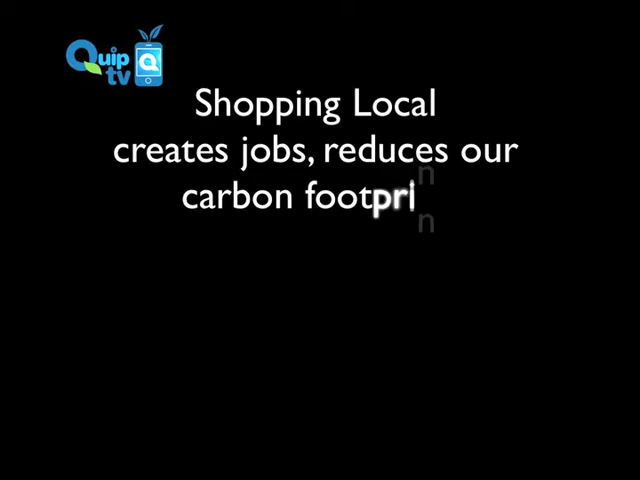 Quip
tv
Shopping Local
creates jobs, reduces our
carbon footpri
n
n